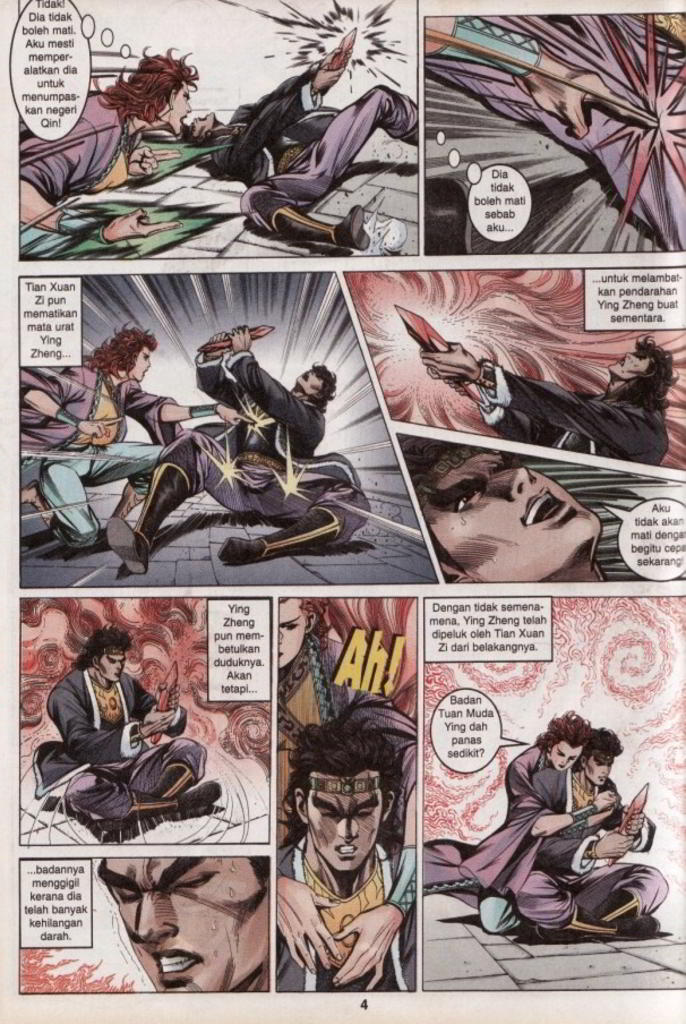 Tidak!
Dia tidak
boleh mati.
Aku mesti
memper-
alatkan dia
untuk
menumpas-
kan negeri
Qin!
Dia
tidak
boleh mati
sebab
aku...
Tian Xuan
Zi pun
mematikan
mata urat
Ying
Zheng...
...untuk melambat-
kan pendarahan
Ying Zheng buat
sementara.
Aku
tidak akan
mati dengan
begitu cepa
sekarang!
Ying
Zheng
pun mem-
betulkan
duduknya.
Akan
tetapi...
...badannya
menggigil
kerana dia
telah banyak
kehilangan
darah.
Ah!
Dengan tidak semena-
mena, Ying Zheng telah
dipeluk oleh Tian Xuan
Zi dari belakangnya.
Badan
Tuan Muda
Ying dah
panas
sedikit?
4